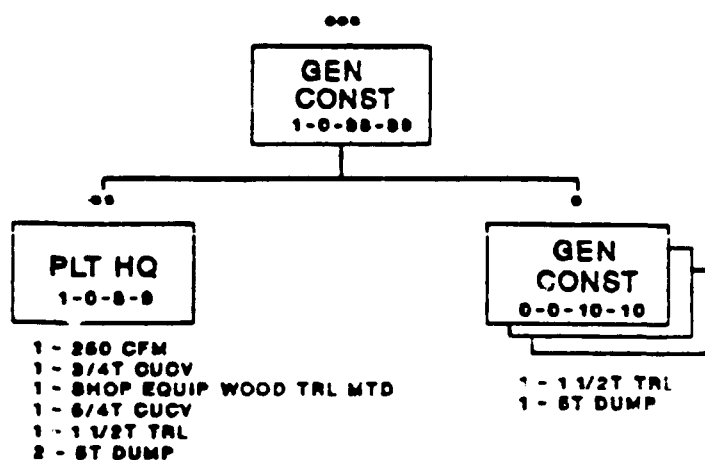 GEN
CONST
1-0-38-39
PLT HQ
1-0-8-9
1 - 250 CFM
1 - 3/4T CUCV
1 - SHOP EQUIP WOOD TRL MTD
1 - 5/4T CUCV
1 - 1 1/2T TRL
2 - 5T DUMP
GEN
CONST
0-0-10-10
1 - 1 1/2T TRL
1 - 5T DUMP